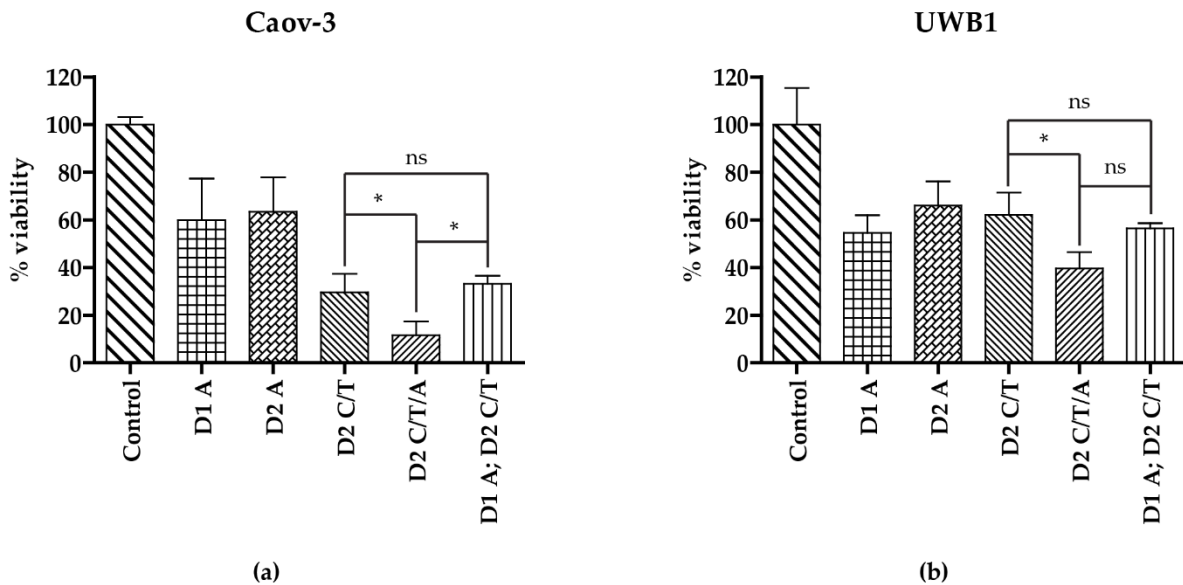 Caov-3
% viability
120
100
80
60
40
20
0
ns
*
*
Control
D1 A
D2 A
D2 C/T
D2 C/T/A
D1 A; D2 C/T
(a)
UWB1
% viability
120
100
80
60
40
20
0
ns
*
ns
Control
D1 A
D2 A
D2 C/T
D2 C/T/A
D1 A; D2 C/T
(b)